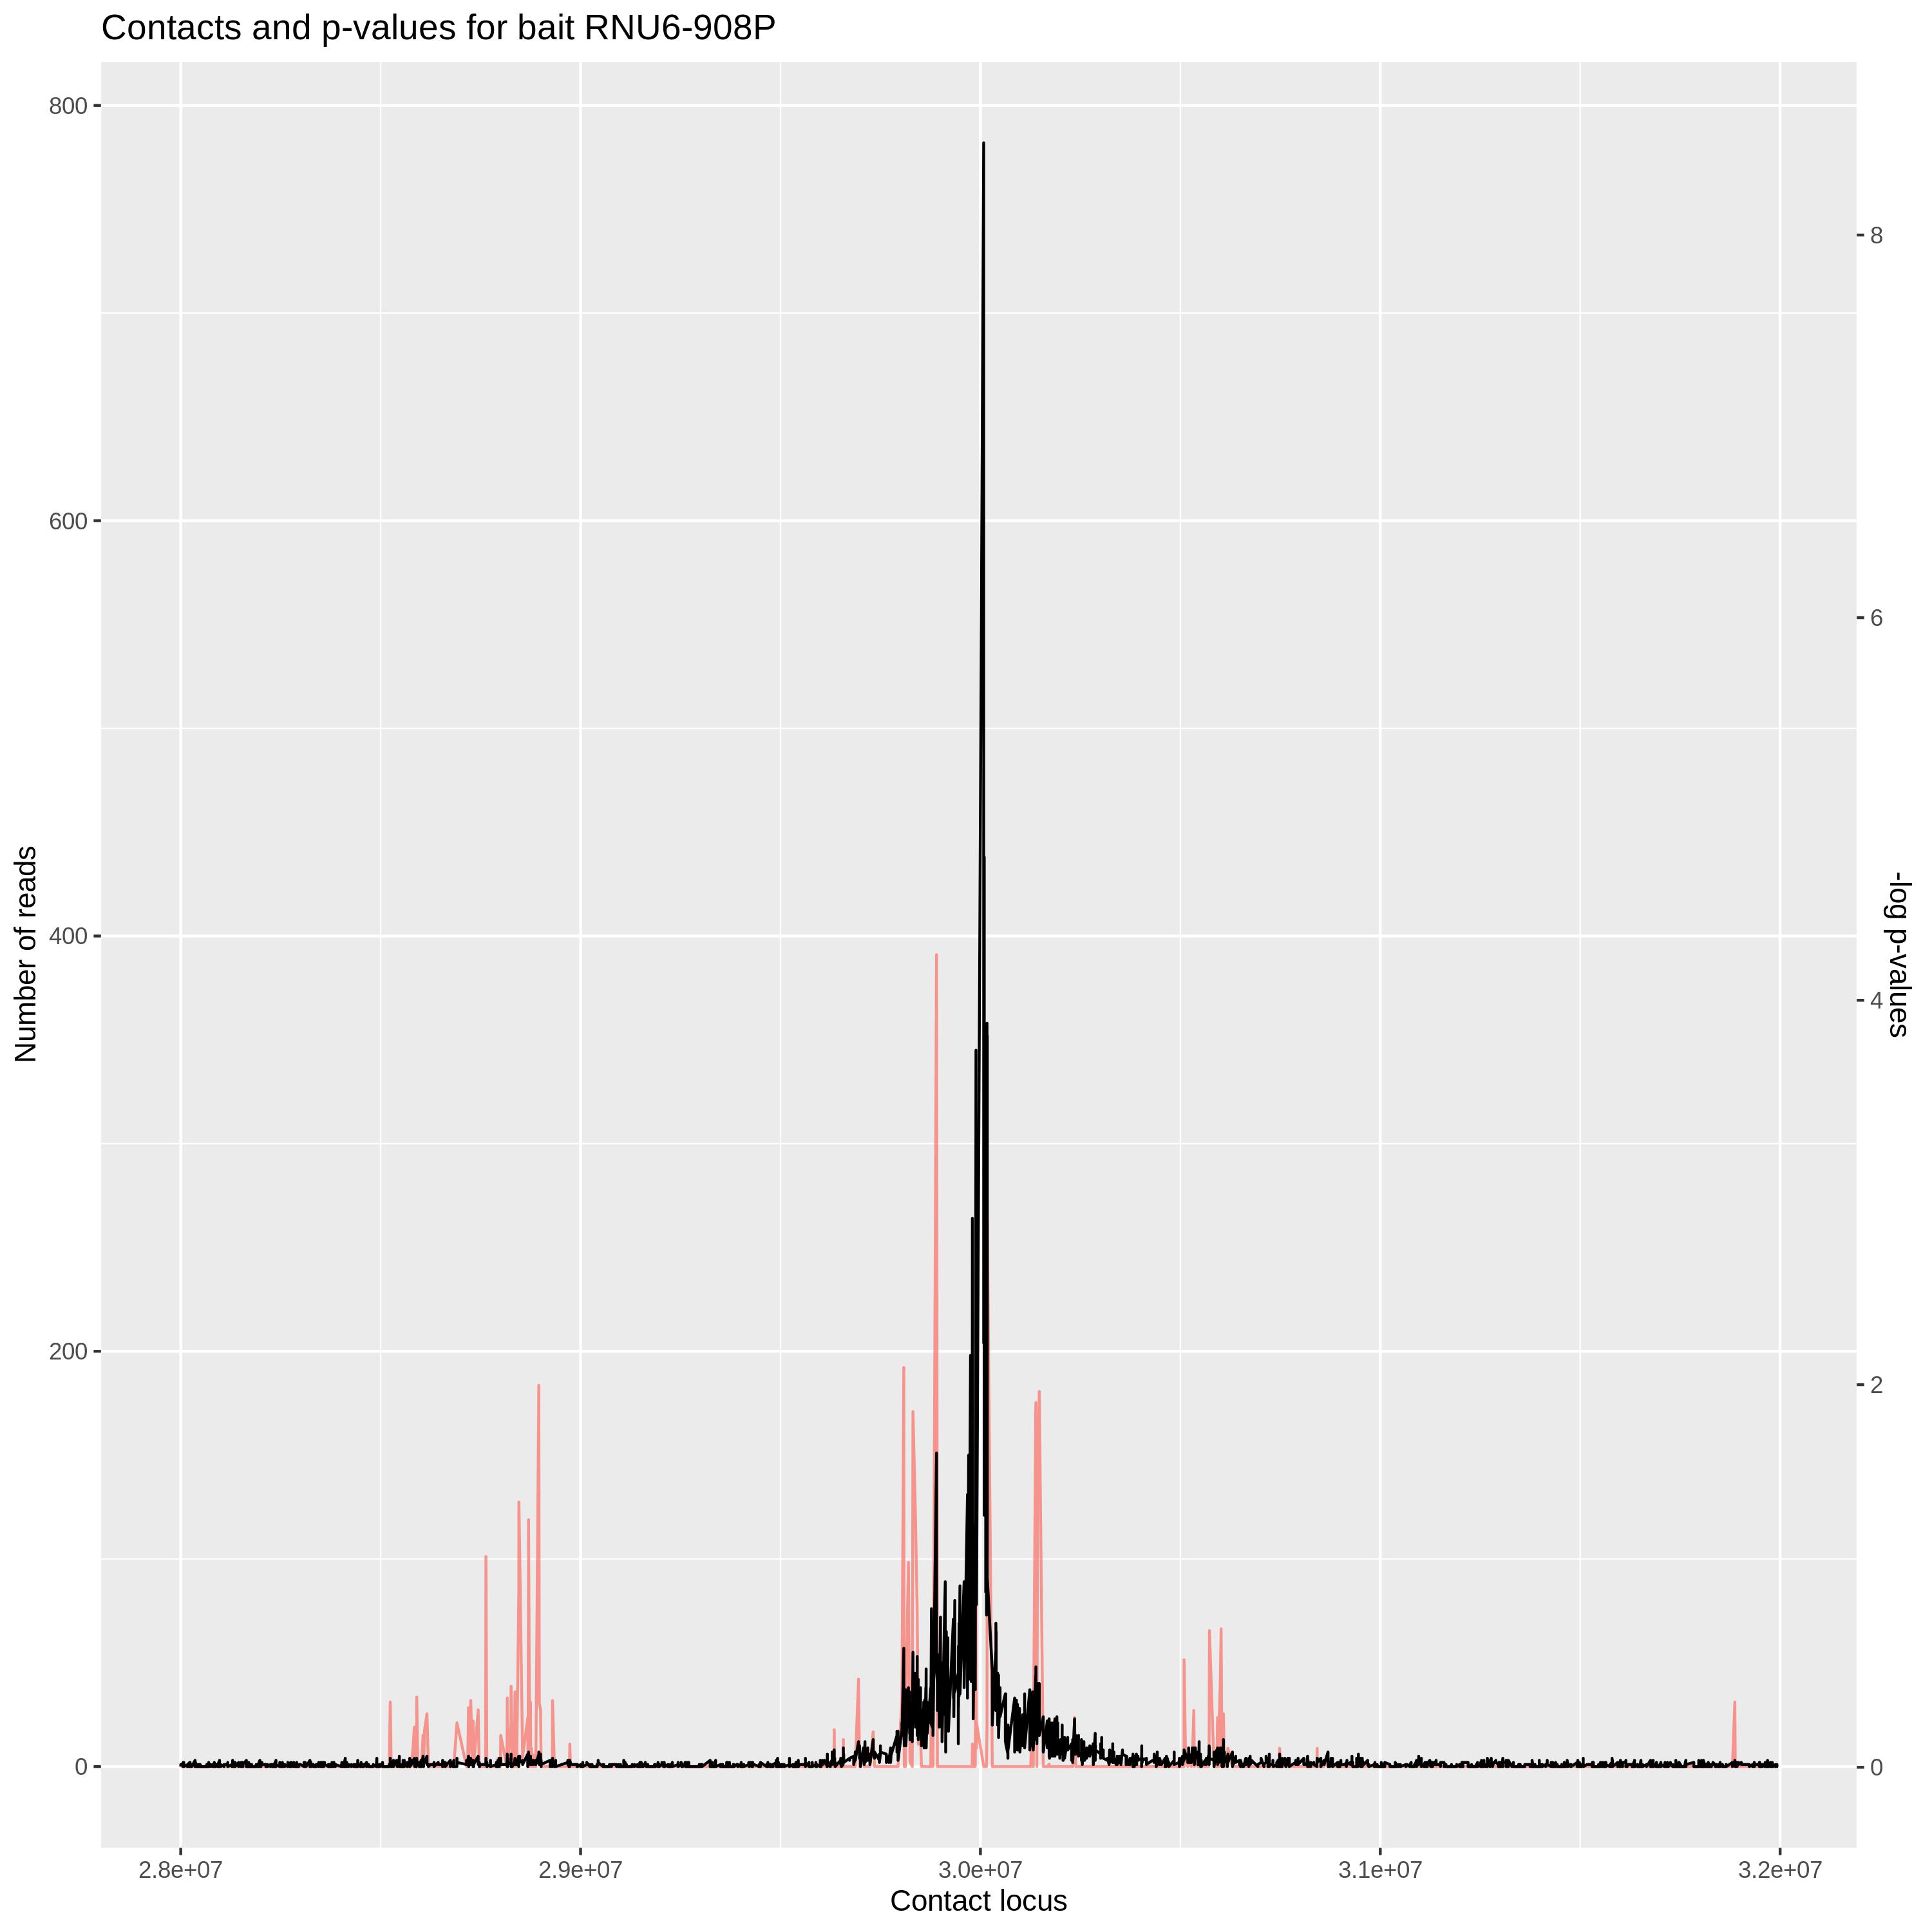 Contacts and p-values for bait RNU6-908P
800
600
400
200
0
8
6
4
2
0
Number of reads
-log p-values
2.8e+07
2.9e+07
3.0e+07
3.1e+07
3.2e+07
Contact locus